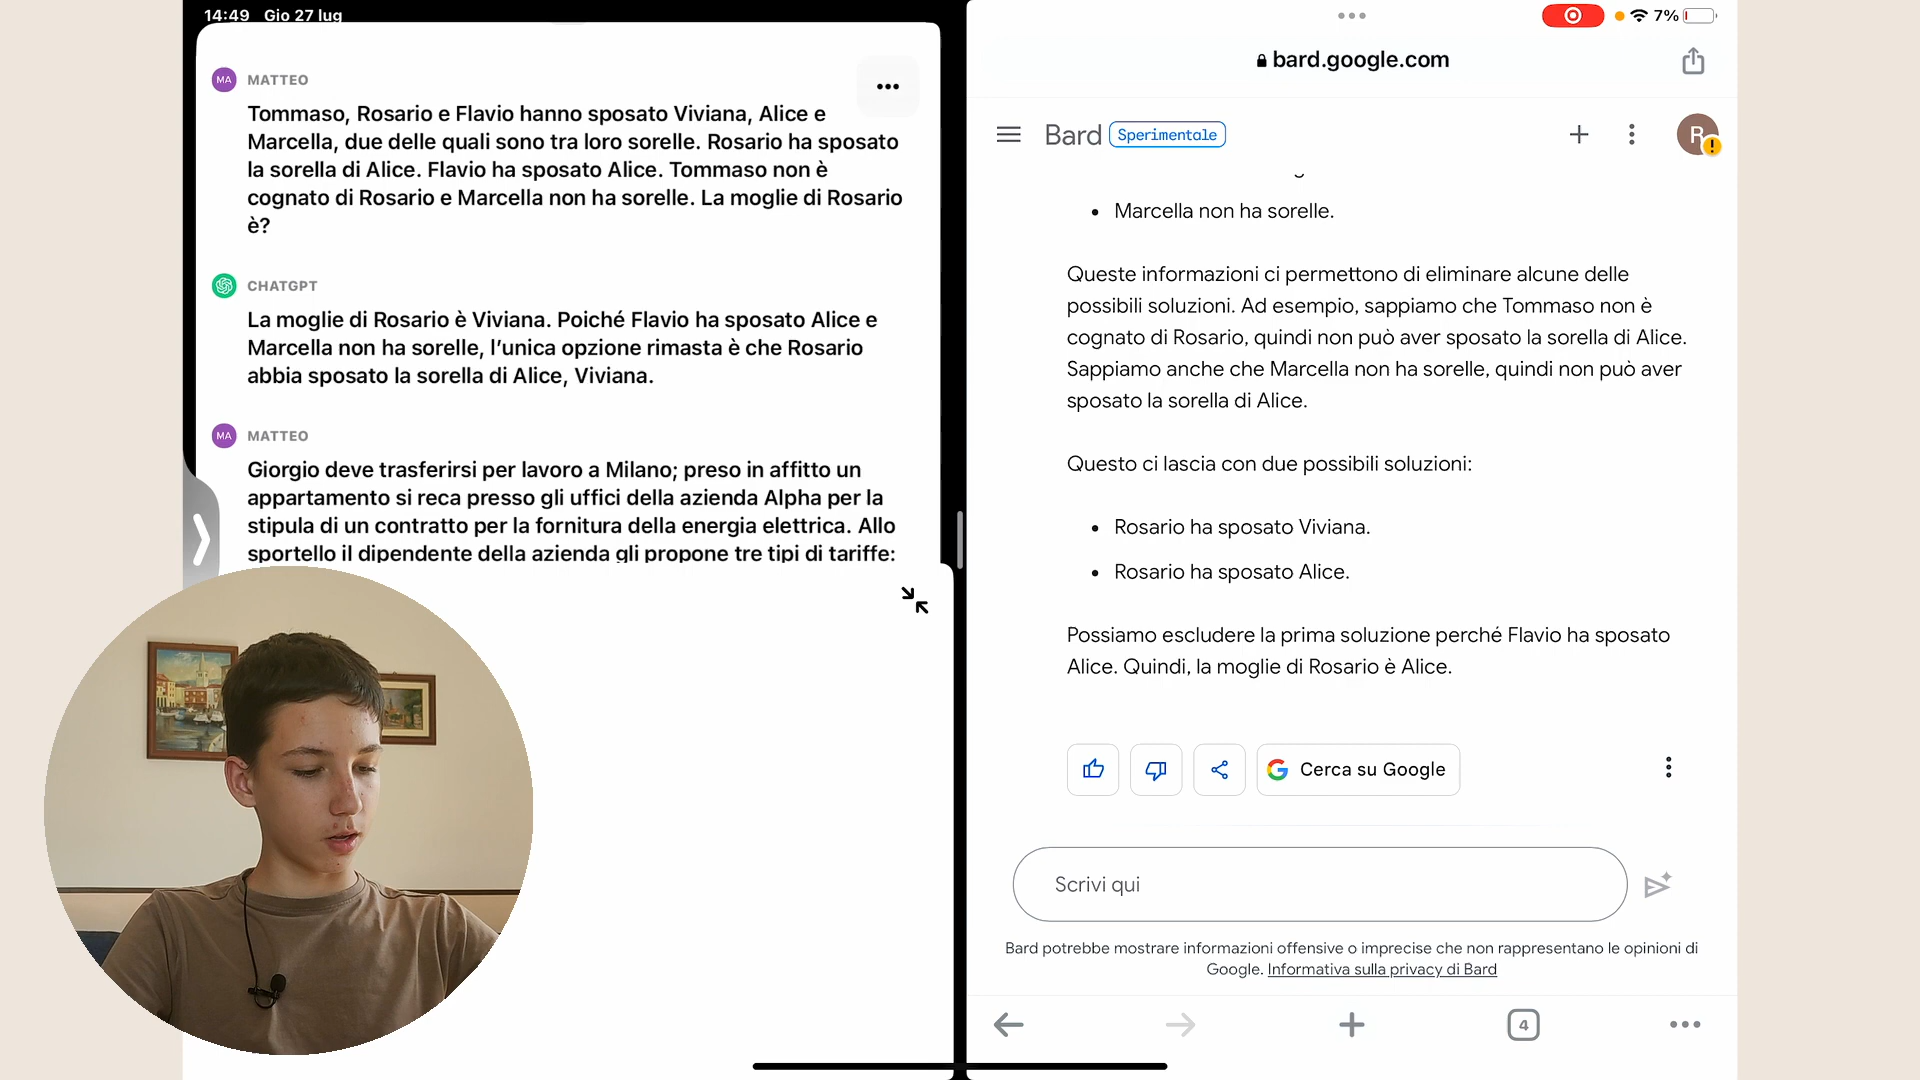 14:49 Gio 27 lug
MA MATTEO
Tommaso, Rosario e Flavio hanno sposato Viviana, Alice e
Marcella, due delle quali sono tra loro sorelle. Rosario ha sposato
la sorella di Alice. Flavio ha sposato Alice. Tommaso non è
cognato di Rosario e Marcella non ha sorelle. La moglie di Rosario
è?
CHATGPT
La moglie di Rosario è Viviana. Poiché Flavio ha sposato Alice e
Marcella non ha sorelle, l'unica opzione rimasta è che Rosario
abbia sposato la sorella di Alice, Viviana.
MA MATTEO
Giorgio deve trasferirsi per lavoro a Milano; preso in affitto un
appartamento si reca presso gli uffici della azienda Alpha per la
stipula di un contratto per la fornitura della energia elettrica. Allo
sportello il dipendente della azienda gli propone tre tipi di tariffe:
7%
bard.google.com
Bard Sperimentale
R
• Marcella non ha sorelle.
Queste informazioni ci permettono di eliminare alcune delle
possibili soluzioni. Ad esempio, sappiamo che Tommaso non è
cognato di Rosario, quindi non può aver sposato la sorella di Alice.
Sappiamo anche che Marcella non ha sorelle, quindi non può aver
sposato la sorella di Alice.
Questo ci lascia con due possibili soluzioni:
• Rosario ha sposato Viviana.
• Rosario ha sposato Alice.
Possiamo escludere la prima soluzione perché Flavio ha sposato
Alice. Quindi, la moglie di Rosario è Alice.
Cerca su Google
Scrivi qui
Bard potrebbe mostrare informazioni offensive o imprecise che non rappresentano le opinioni di
Google. Informativa sulla privacy di Bard
4